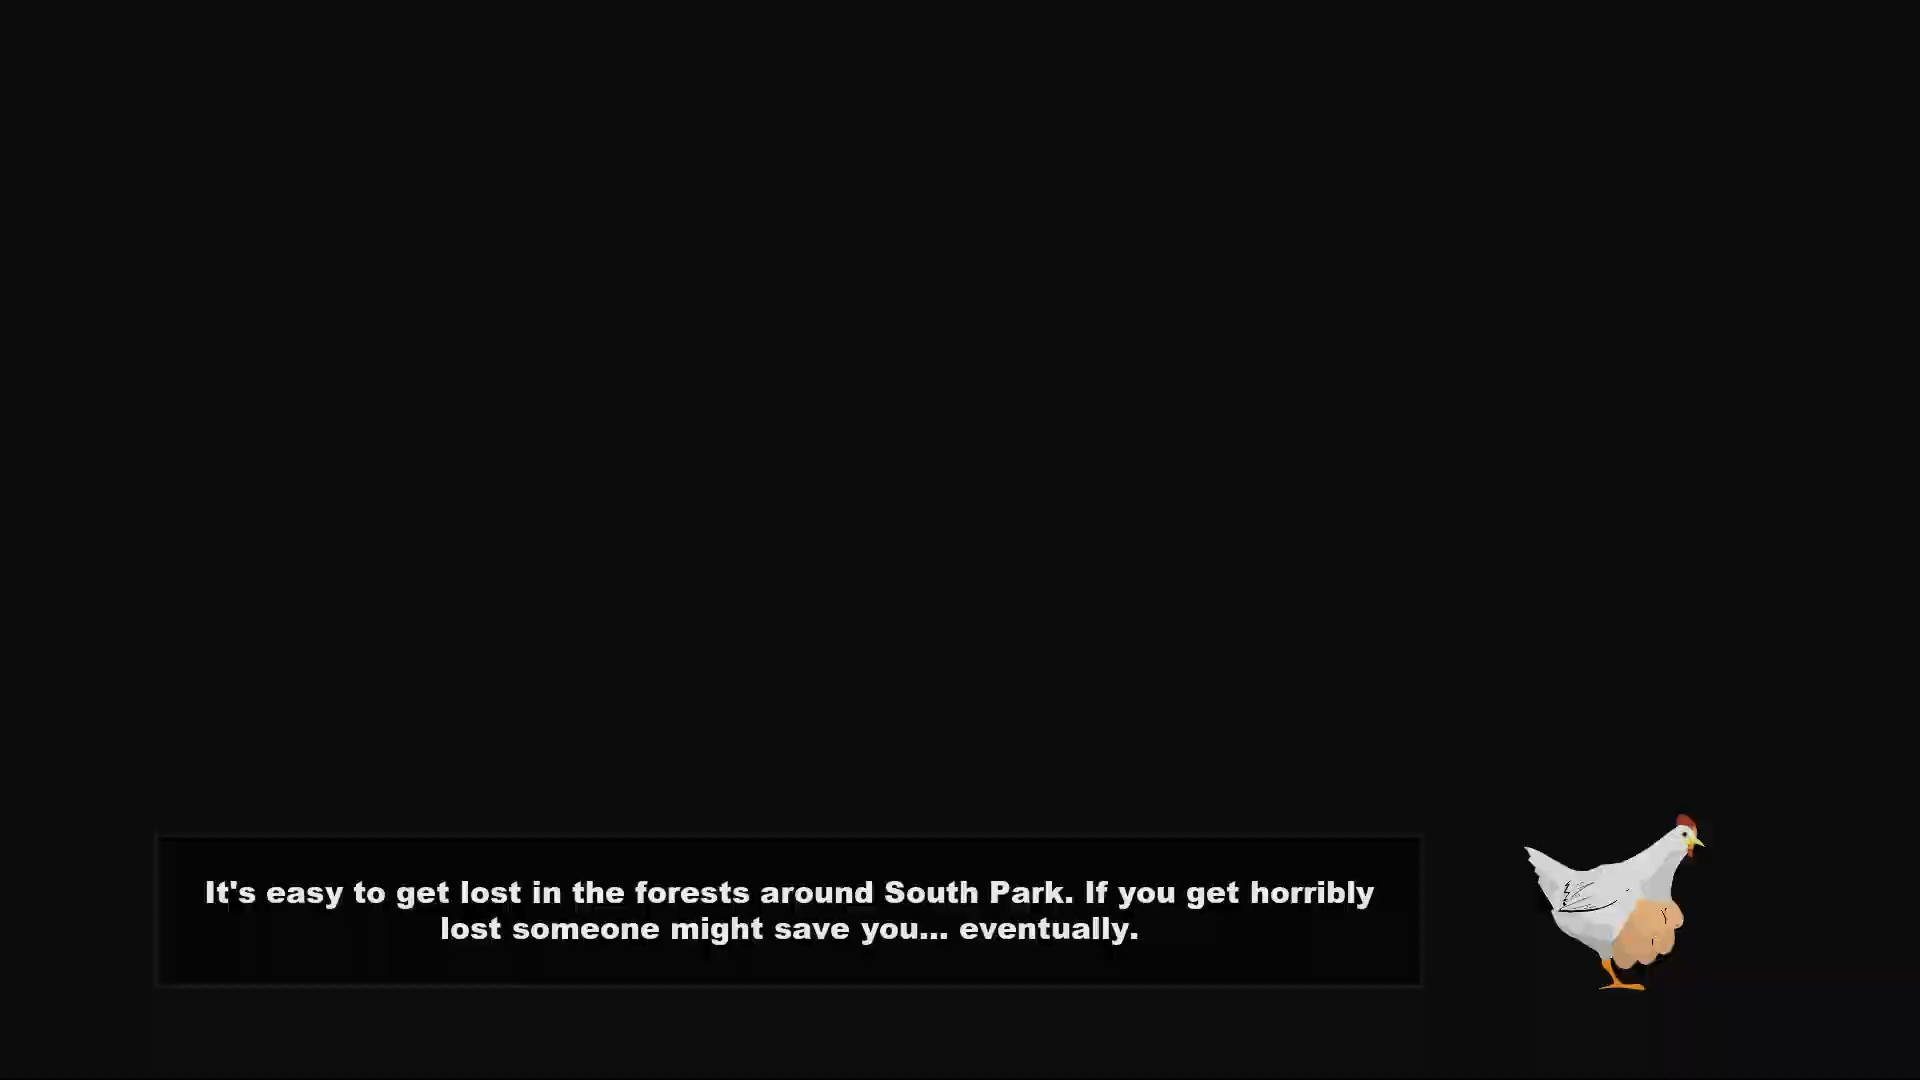 It's easy to get lost in the forests around South Park. If you get horribly
lost someone might save you... eventually.